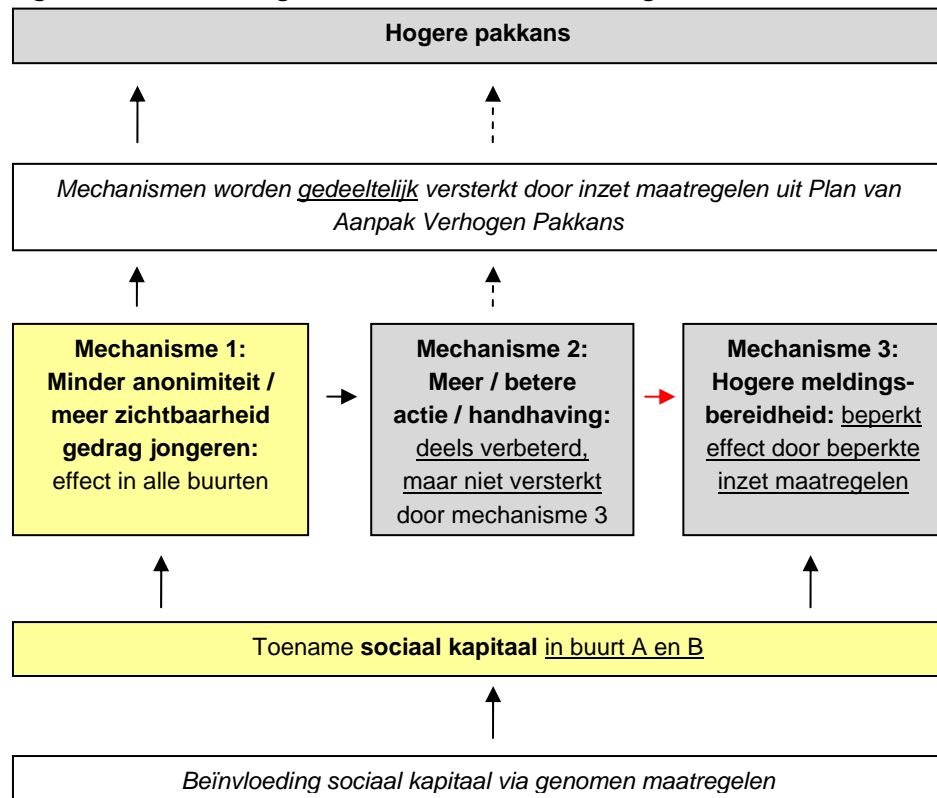 Hogere pakkans
Mechanismen worden gedeeltelijk versterkt door inzet maatregelen uit Plan van
Aanpak Verhogen Pakkans
Mechanisme 1:
Minder anonimiteit /
meer zichtbaarheid
gedrag jongeren:
effect in alle buurten
Mechanisme 2:
Meer / betere
actie / handhaving:
deels verbeterd,
maar niet versterkt
door mechanisme 3
Mechanisme 3:
Hogere meldings-
bereidheid: beperkt
effect door beperkte
inzet maatregelen
Toename sociaal kapitaal in buurt A en B
Beïnvloeding sociaal kapitaal via genomen maatregelen